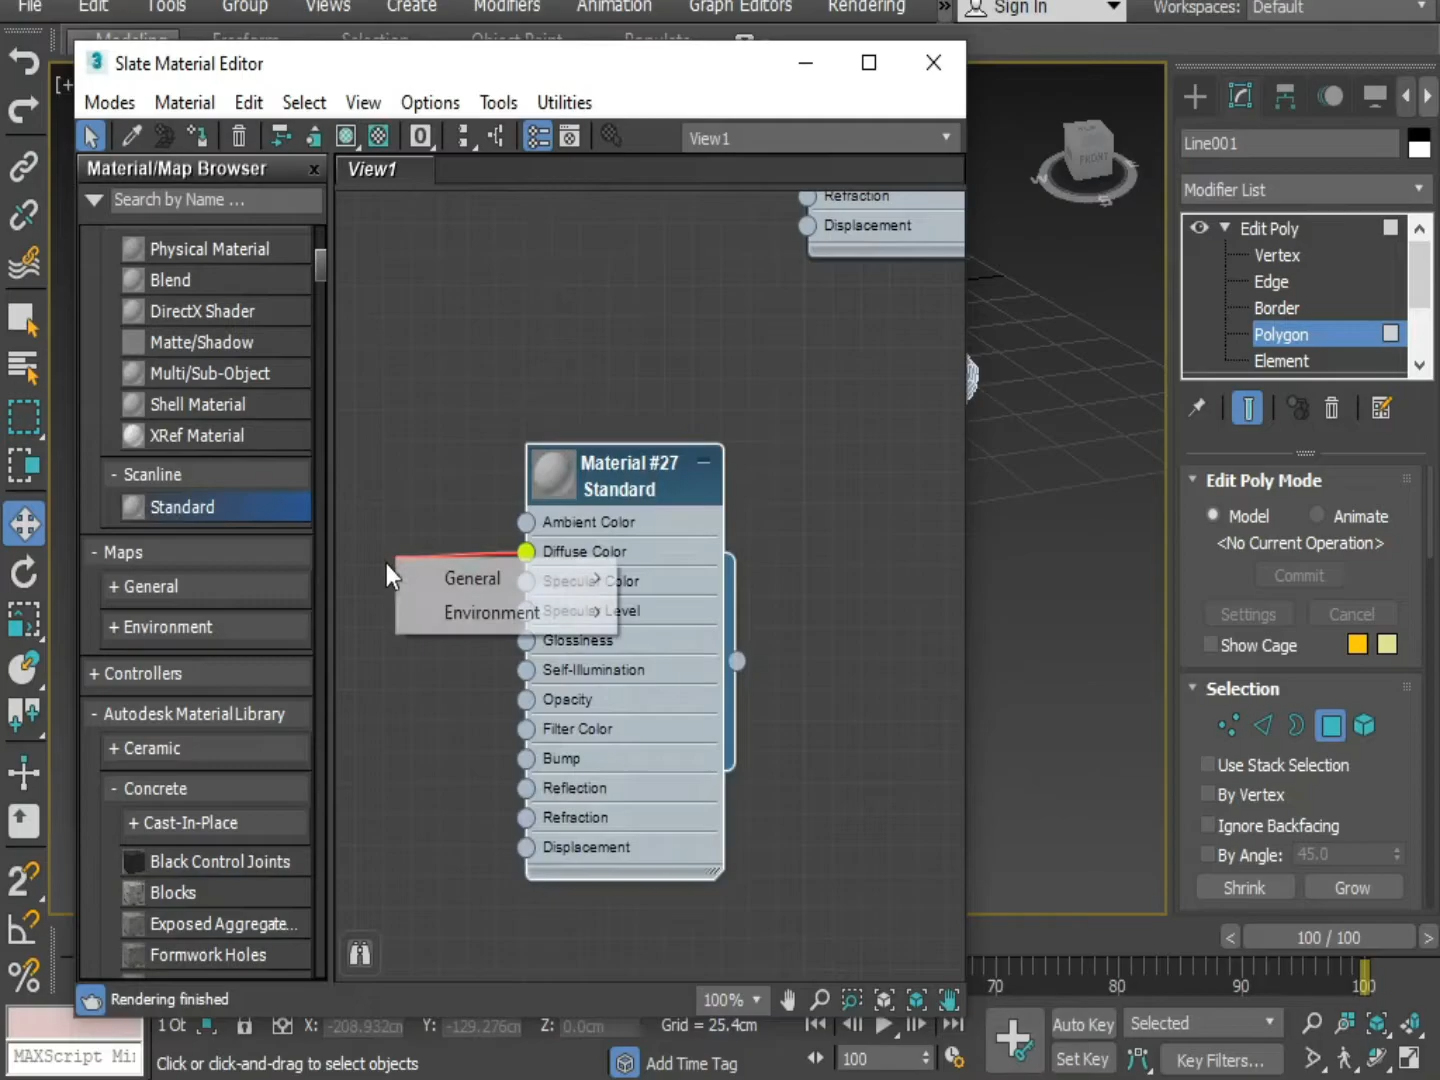 File Edit Tools Group Views Create Modifiers Animation Graph Editors Rendering » Sign In Workspaces: Default
Modeling Freeform Selection Object Paint Populate
[+
3 Slate Material Editor
Modes Material Edit Select View Options Tools Utilities
View1
Material/Map Browser x
Search by Name ...
Physical Material
Blend
DirectX Shader
Matte/Shadow
Multi/Sub-Object
Shell Material
XRef Material
- Scanline
Standard
- Maps
+ General
+ Environment
+ Controllers
- Autodesk Material Library
+ Ceramic
- Concrete
+ Cast-In-Place
Black Control Joints
Blocks
Exposed Aggregate...
Formwork Holes
View1
Refraction
Displacement
Material #27
Standard
Ambient Color
Diffuse Color
Specular Color
Specular Level
Glossiness
Self-Illumination
Opacity
Filter Color
Bump
Reflection
Refraction
Displacement
General
Environment
Rendering finished
100%
FRONT
Line001
Modifier List
Edit Poly
Vertex
Edge
Border
Polygon
Element
Edit Poly Mode
Model Animate
<No Current Operation>
Commit
Settings Cancel
Show Cage
Selection
Use Stack Selection
By Vertex
Ignore Backfacing
By Angle: 45.0
Shrink Grow
< 100 / 100 >
70 80 90 100
X: -208.932cm Y: -129.276cm Z: 0.0cm Grid = 25.4cm
Auto Key Selected
MAXScript Mi
Click or click-and-drag to select objects
Add Time Tag
100
Set Key Key Filters...